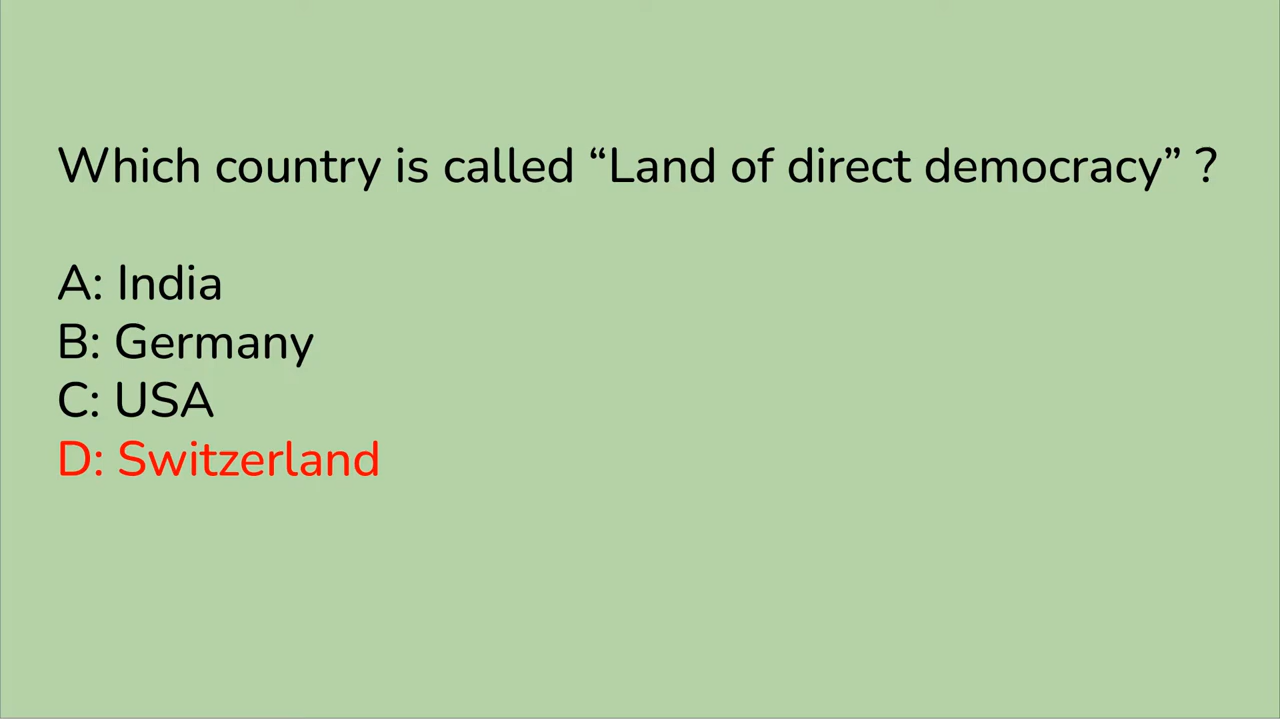 Which country is called “Land of direct democracy” ?
A: India
B: Germany
C: USA
D: Switzerland